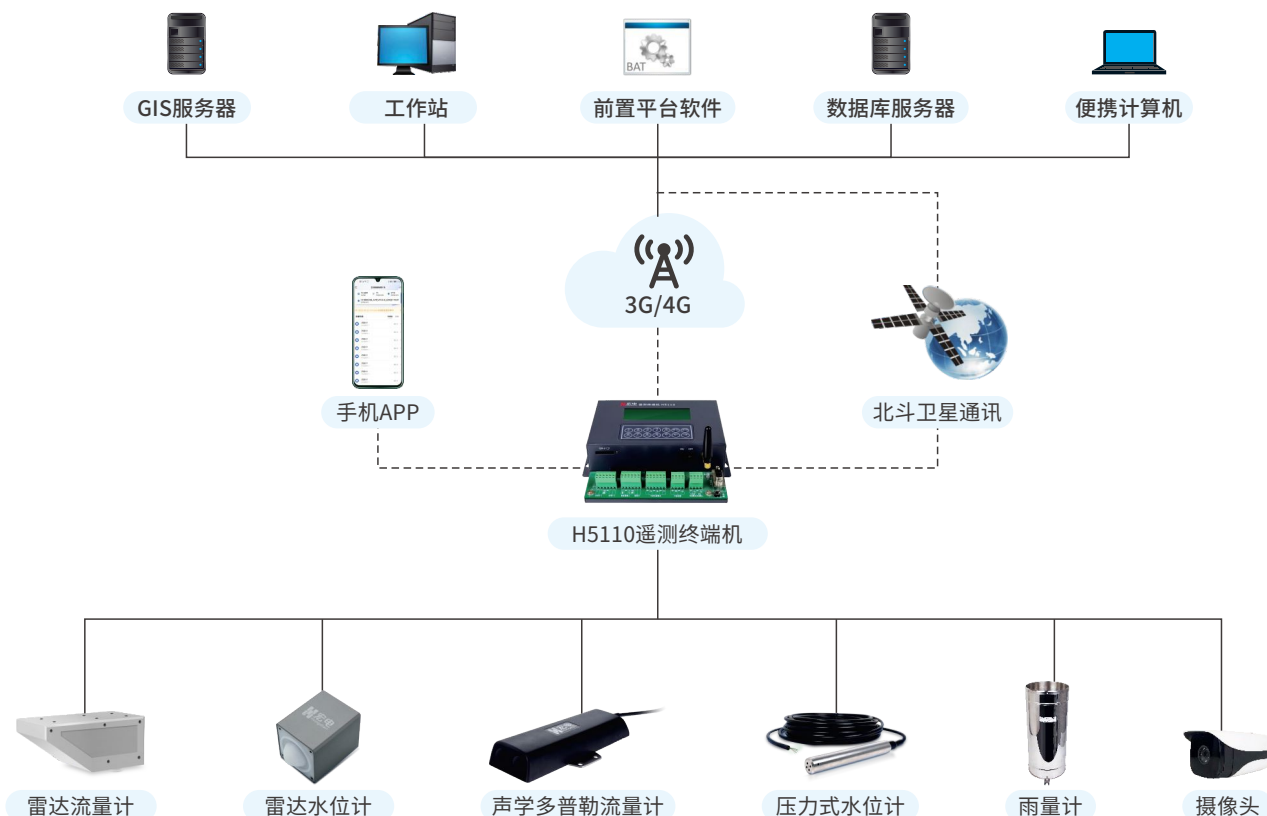 BAT
GIS服务器
工作站
前置平台软件
数据库服务器
便携计算机
3G/4G
手机APP
北斗卫星通讯
H5110遥测终端机
雷达流量计
雷达水位计
声学多普勒流量计
压力式水位计
雨量计
摄像头